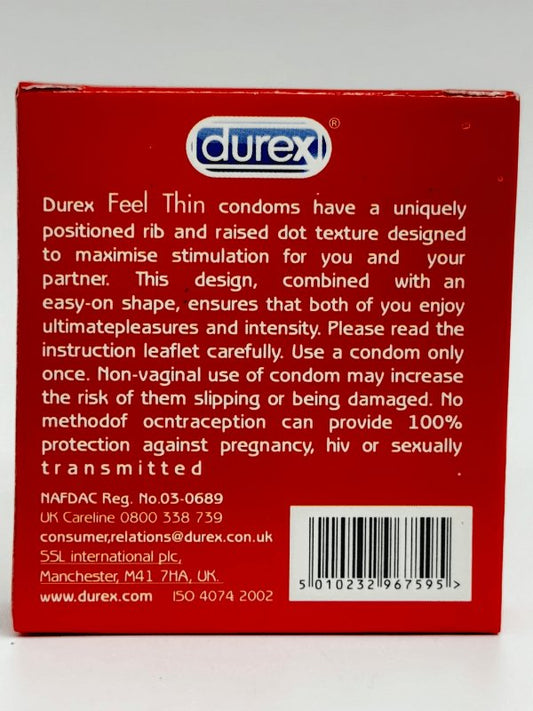 durex®
Durex Feel Thin condoms have a uniquely
positioned rib and raised dot texture designed
to maximise stimulation for you and your
partner. This design, combined with an
easy-on shape, ensures that both of you enjoy
ultimatepleasures and intensity. Please read the
instruction leaflet carefully. Use a condom only
once. Non-vaginal use of condom may increase
the risk of them slipping or being damaged. No
methodof ocntraception can provide 100%
protection against pregnancy, hiv or sexually
transmitted
NAFDAC Reg. No.03-0689
UK Careline 0800 338 739
consumer,relations@durex.con.uk
SSL international plc,
Manchester, M41 7HA, UK.
www.durex.com ISO 4074 2002
5 010232 967595 >